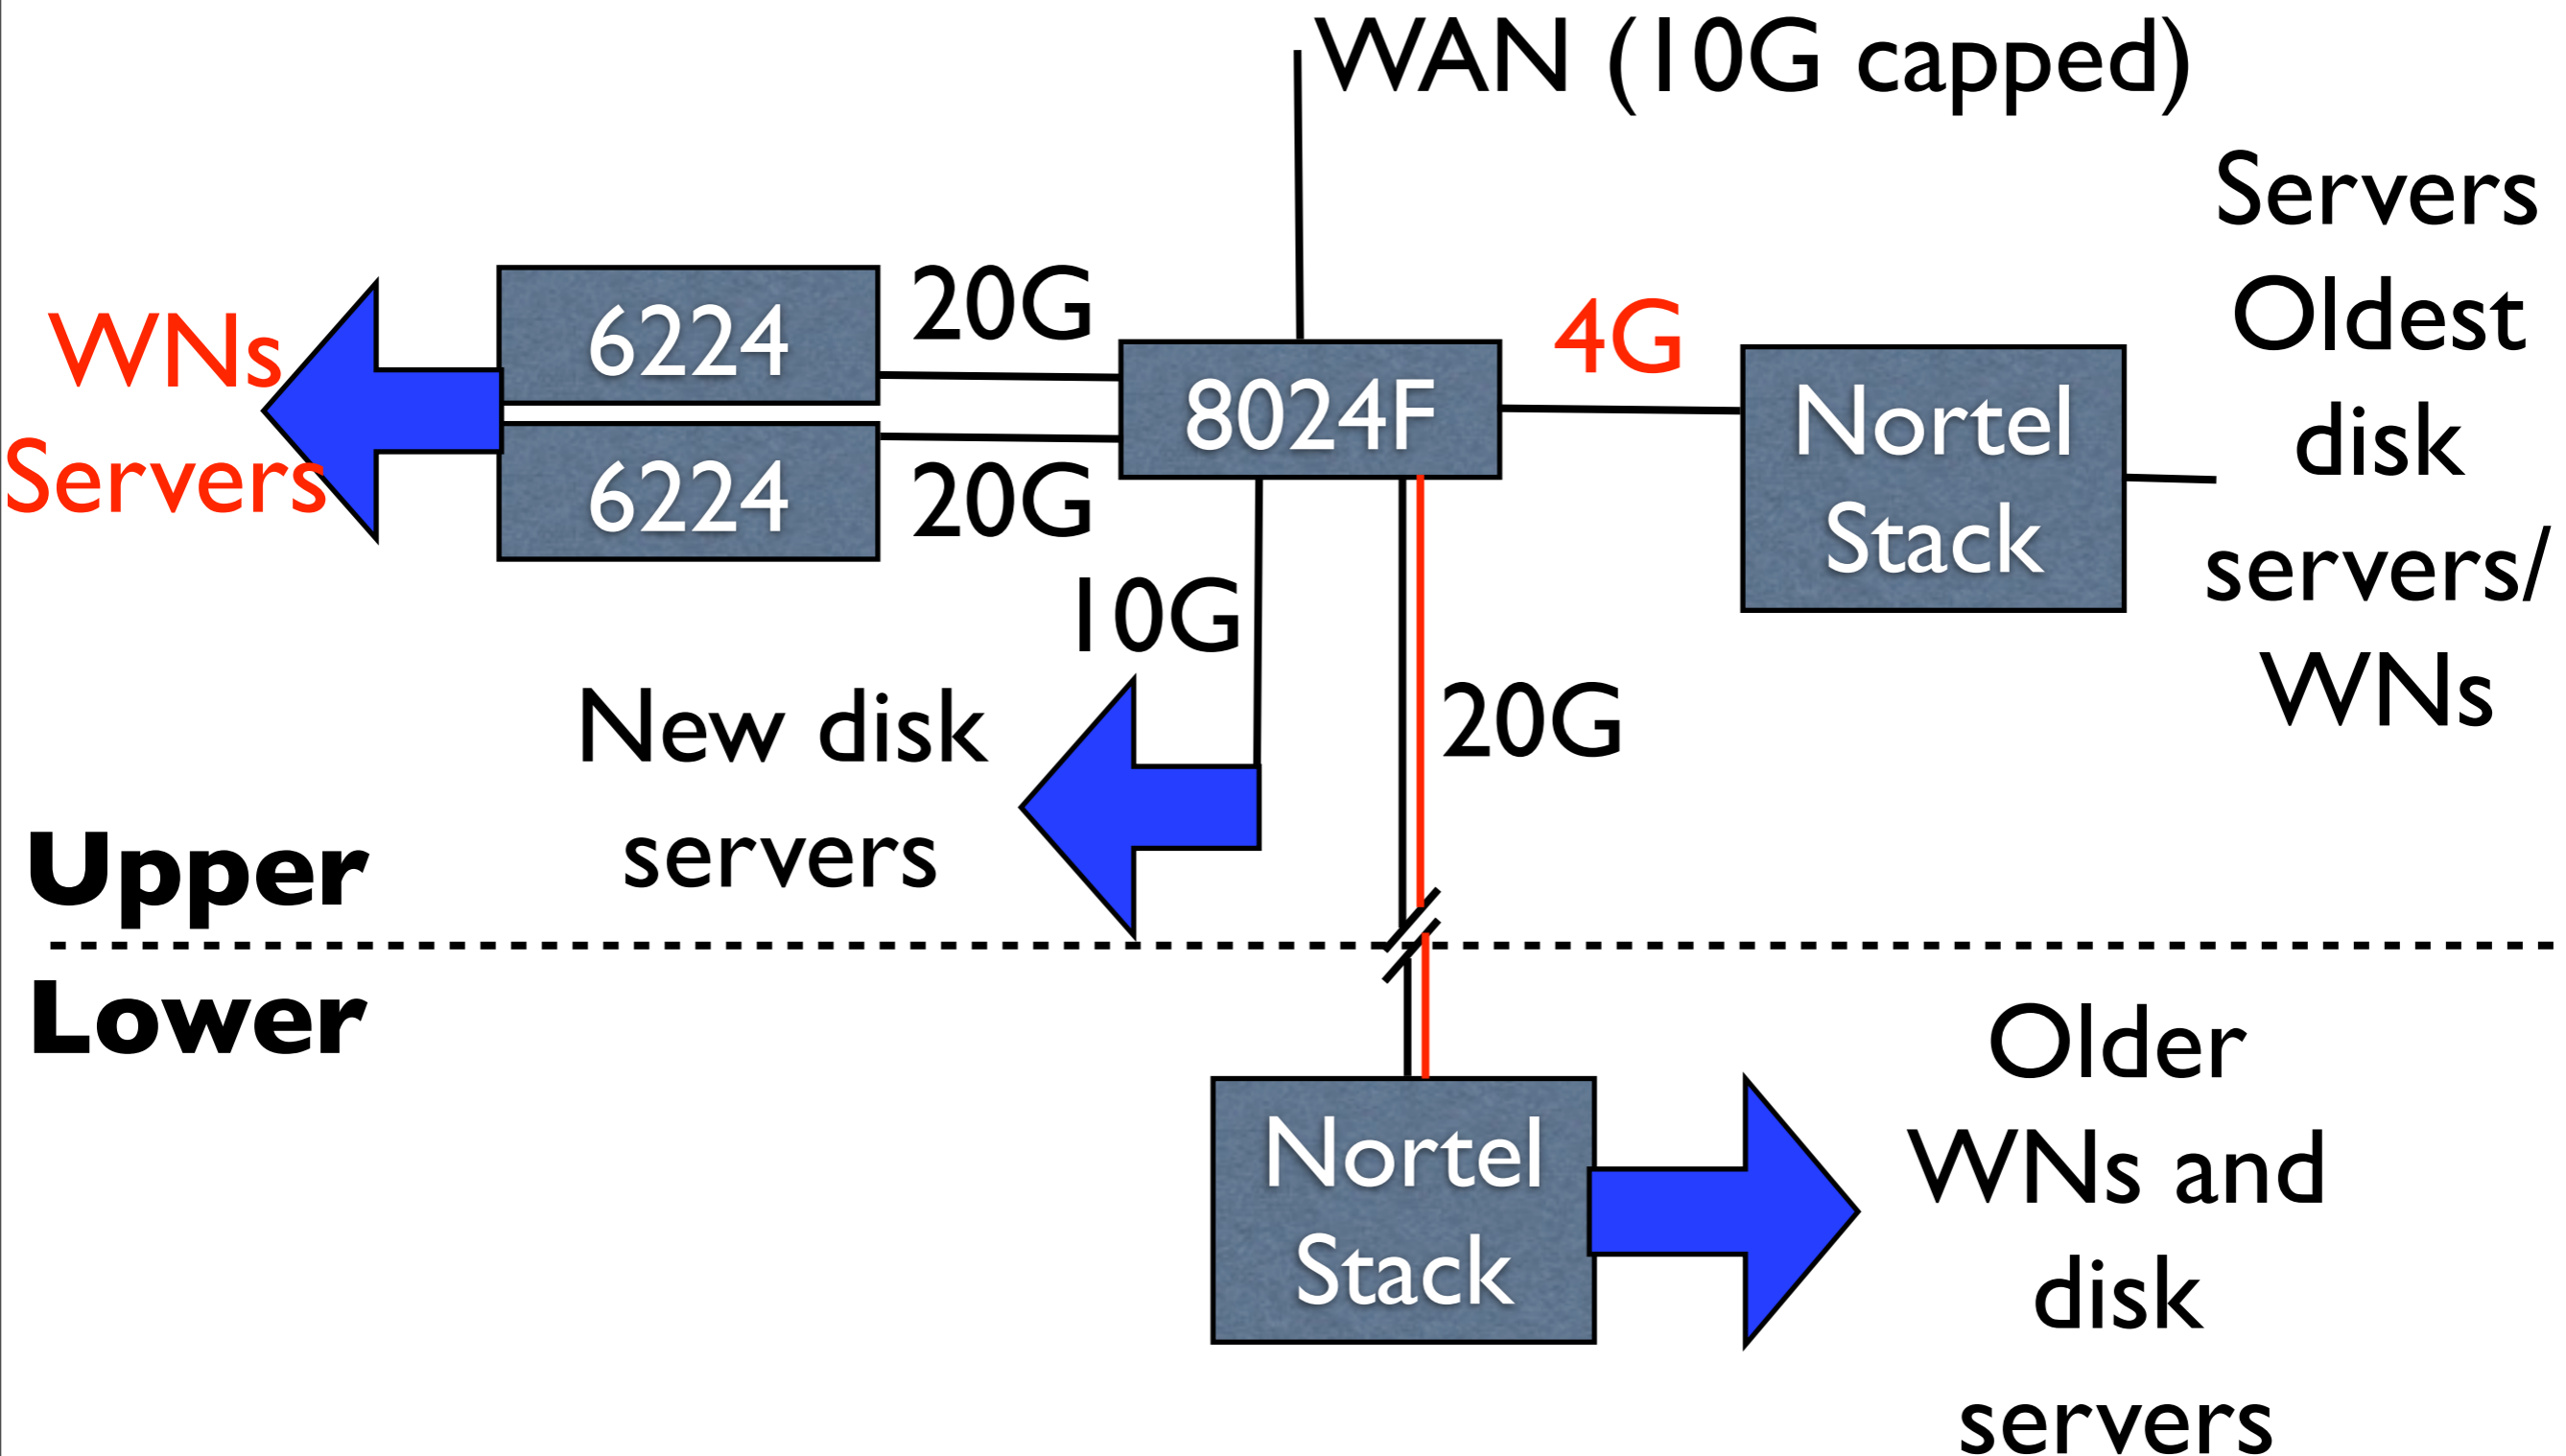 WAN (10G capped)
Servers
Oldest
disk
servers/
WNs
WNs
Servers
6224
6224
20G
20G
8024F
4G
Nortel
Stack
10G
New disk
servers
20G
Upper
Lower
Nortel
Stack
Older
WNs and
disk
servers